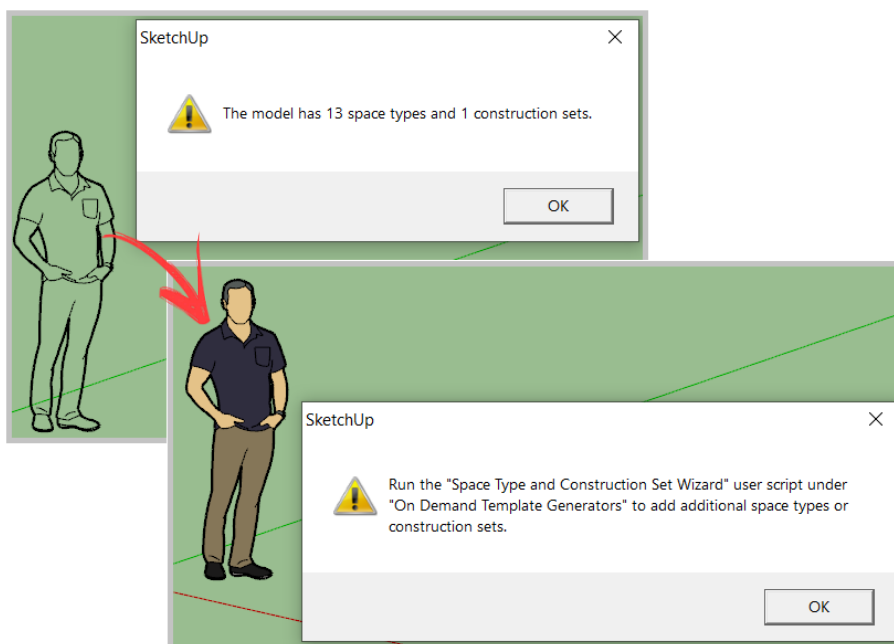 SketchUp
The model has 13 space types and 1 construction sets.
OK
SketchUp
Run the "Space Type and Construction Set Wizard" user script under
"On Demand Template Generators" to add additional space types or
construction sets.
OK